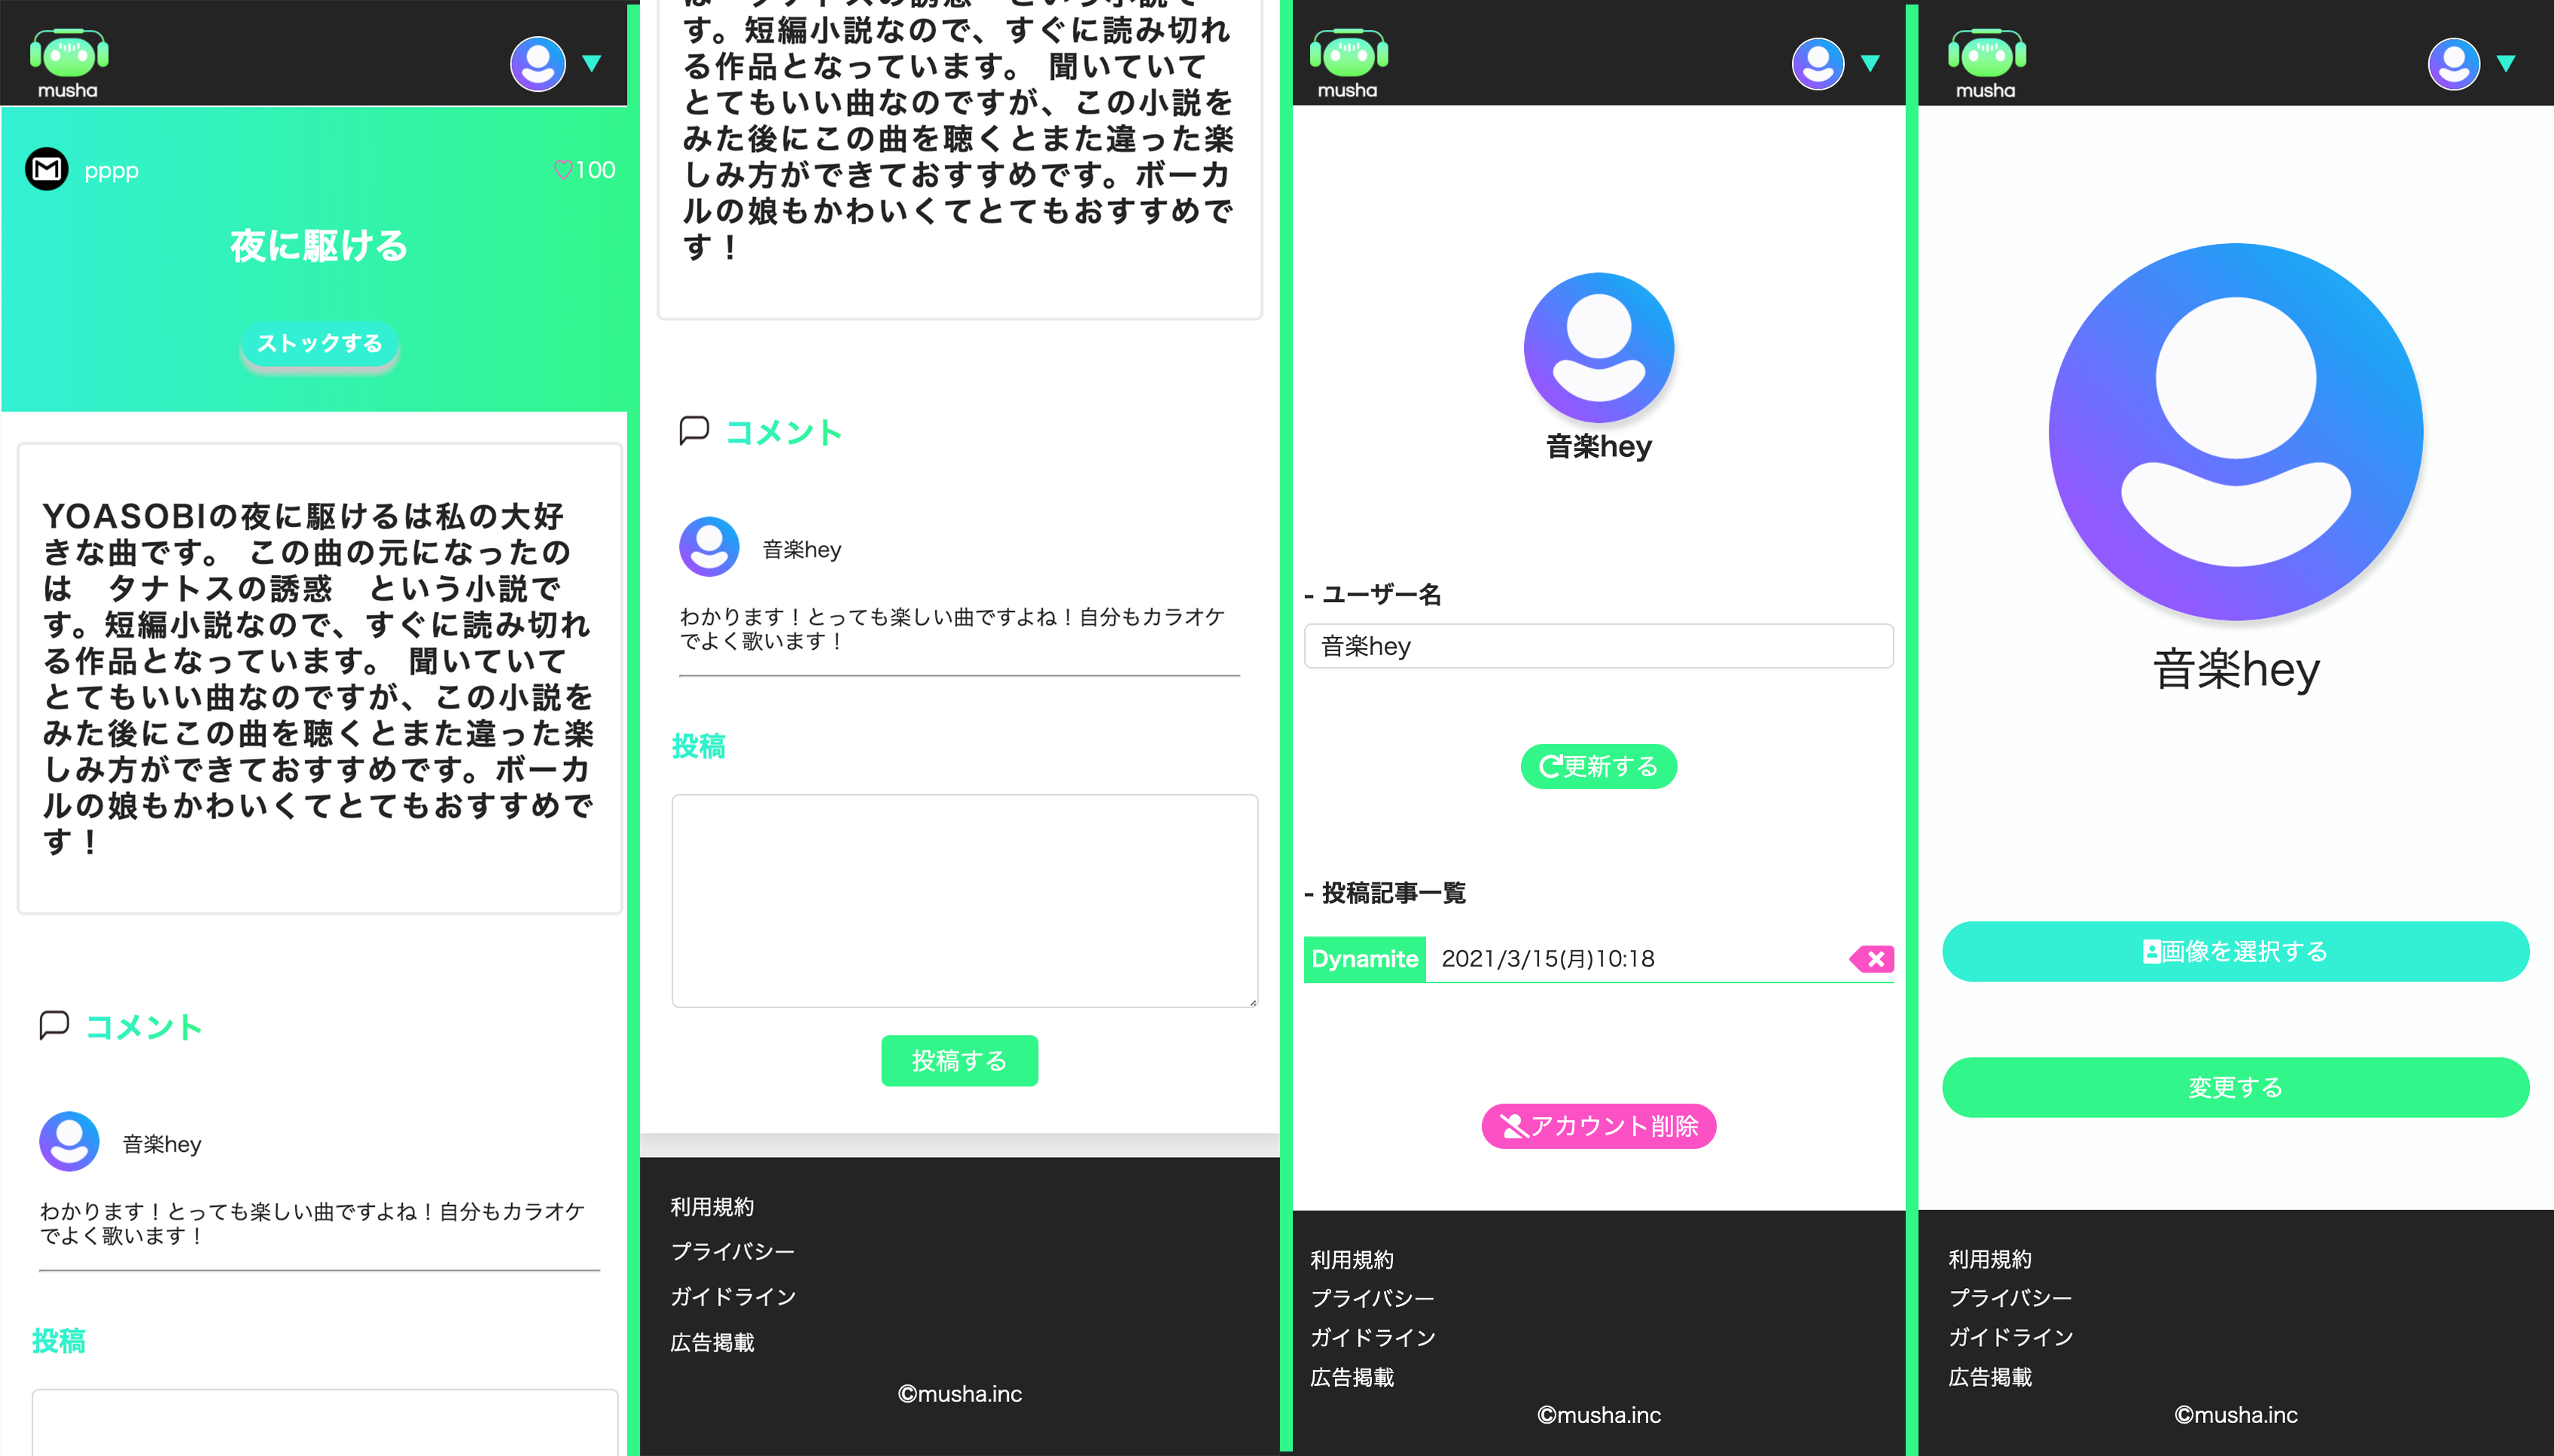 musha
▼
pppp
♡100
夜に駆ける
ストックする
YOASOBIの夜に駆けるは私の大好
きな曲です。 この曲の元になったの
は　タナトスの誘惑　という小説で
す。短編小説なので、すぐに読み切れ
る作品となっています。 聞いていて
とてもいい曲なのですが、この小説を
みた後にこの曲を聴くとまた違った楽
しみ方ができておすすめです。ボーカ
ルの娘もかわいくてとてもおすすめで
す！
コメント
音楽hey
わかります！とっても楽しい曲ですよね！自分もカラオケ
でよく歌います！
投稿
は　タナトスの誘惑　という小説で
す。短編小説なので、すぐに読み切れ
る作品となっています。 聞いていて
とてもいい曲なのですが、この小説を
みた後にこの曲を聴くとまた違った楽
しみ方ができておすすめです。ボーカ
ルの娘もかわいくてとてもおすすめで
す！
コメント
音楽hey
わかります！とっても楽しい曲ですよね！自分もカラオケ
でよく歌います！
投稿
投稿する
利用規約
プライバシー
ガイドライン
広告掲載
©musha.inc
musha
▼
音楽hey
- ユーザー名
音楽hey
更新する
- 投稿記事一覧
Dynamite 2021/3/15(月)10:18
アカウント削除
利用規約
プライバシー
ガイドライン
広告掲載
©musha.inc
musha
▼
音楽hey
画像を選択する
変更する
利用規約
プライバシー
ガイドライン
広告掲載
©musha.inc